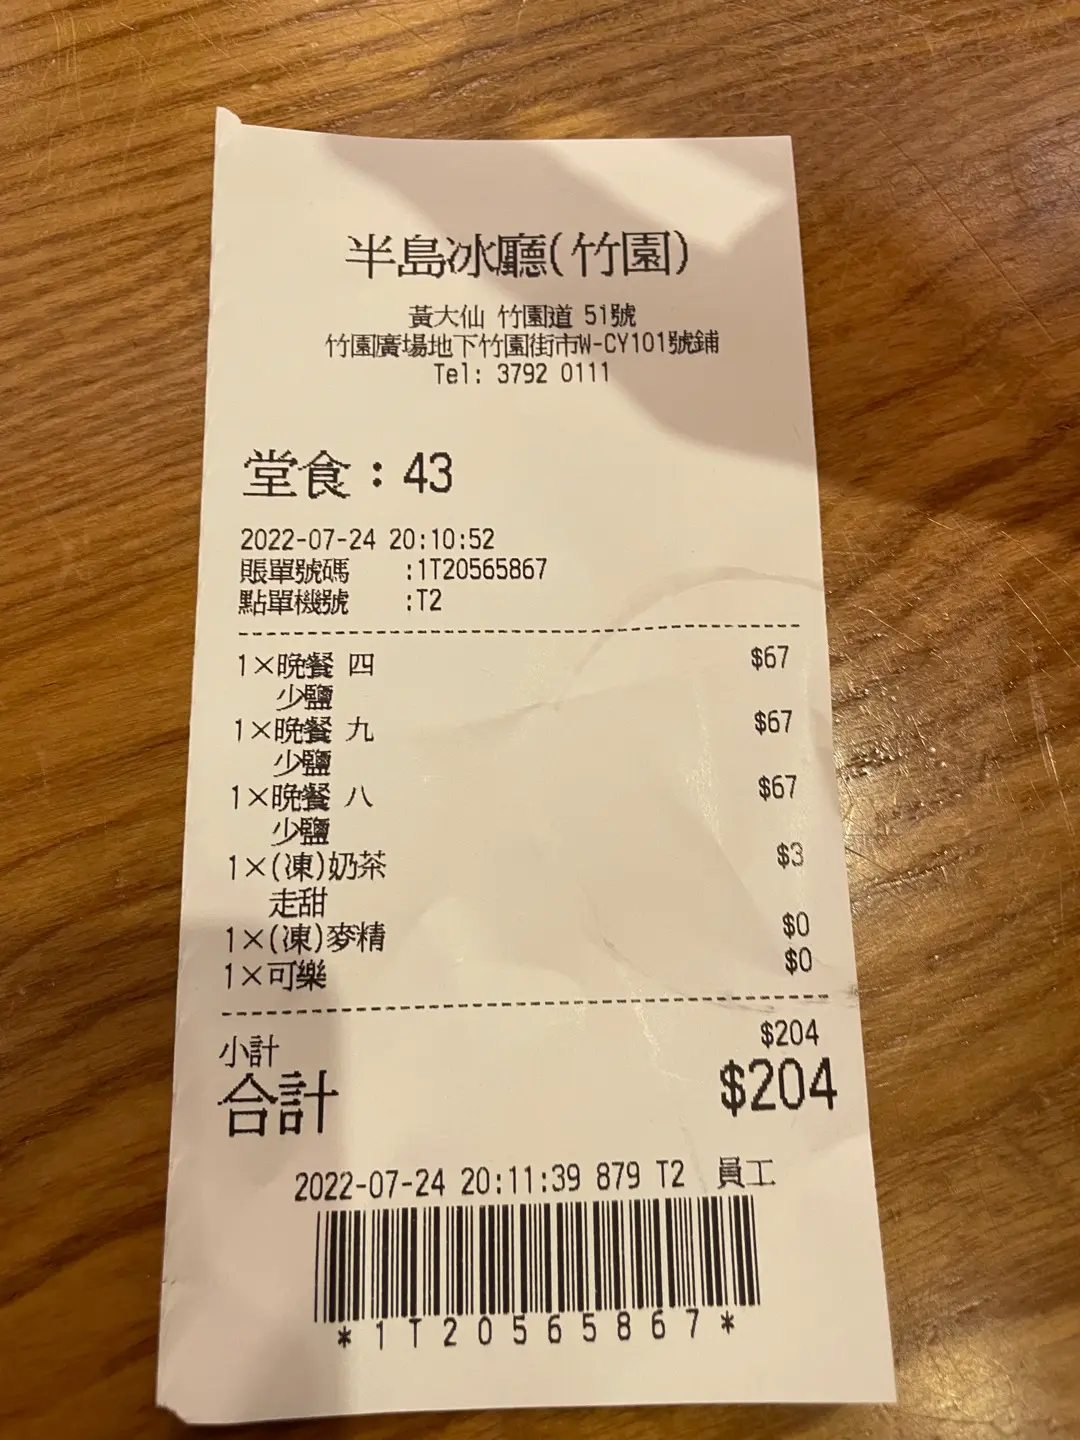 半島冰廳(竹園)
黃大仙 竹園道 51號
竹園廣場地下竹園街市W-CY101號鋪
Tel: 3792 0111
堂食：43
2022-07-24 20:10:52
賬單號碼 :1T20565867
點單機號 :T2
1×晚餐 四 $67
少鹽
1×晚餐 九 $67
少鹽
1×晚餐 八 $67
少鹽
1×(凍)奶茶 $3
走甜
1×(凍)麥精 $0
1×可樂 $0
小計 $204
合計 $204
2022-07-24 20:11:39 879 T2 員工
*1T20565867*